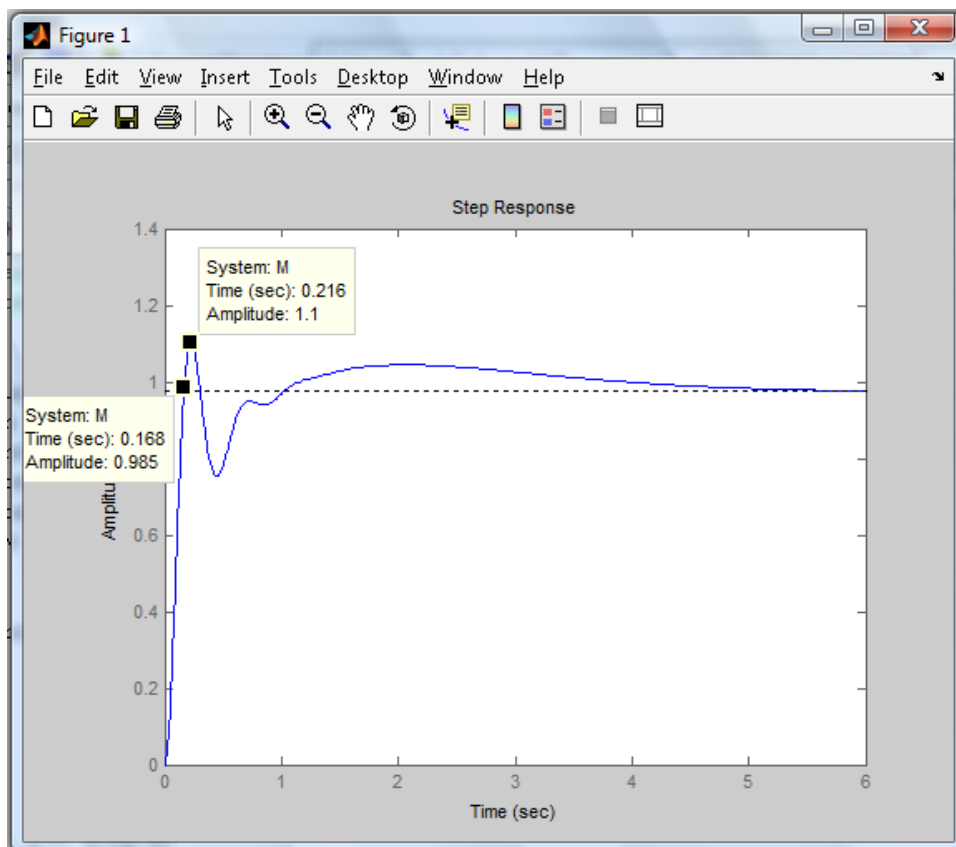 Figure 1
File Edit View Insert Tools Desktop Window Help
Step Response
1.4
System: M
Time (sec): 0.216
Amplitude: 1.1
1.2
1
System: M
Time (sec): 0.168
Amplitude: 0.985
Amplitu
0.6
0.4
0.2
0
0 1 2 3 4 5 6
Time (sec)